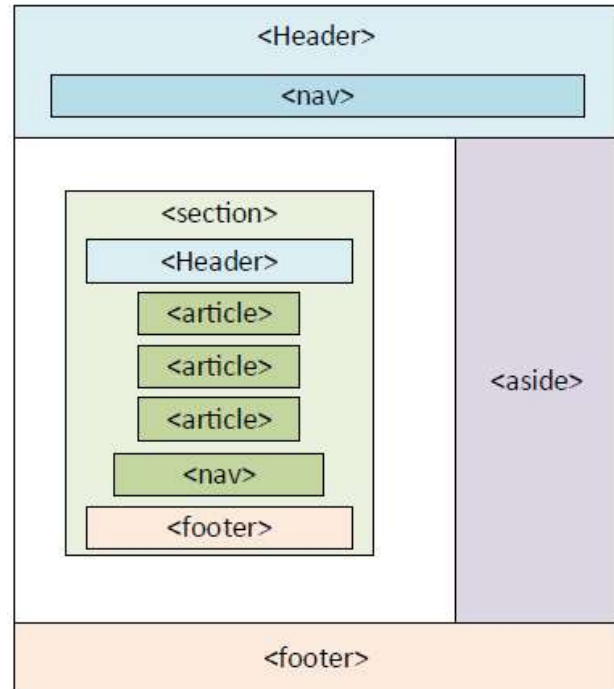 <Header>
<nav>
<section>
<Header>
<article>
<article>
<article>
<nav>
<footer>
<aside>
<footer>